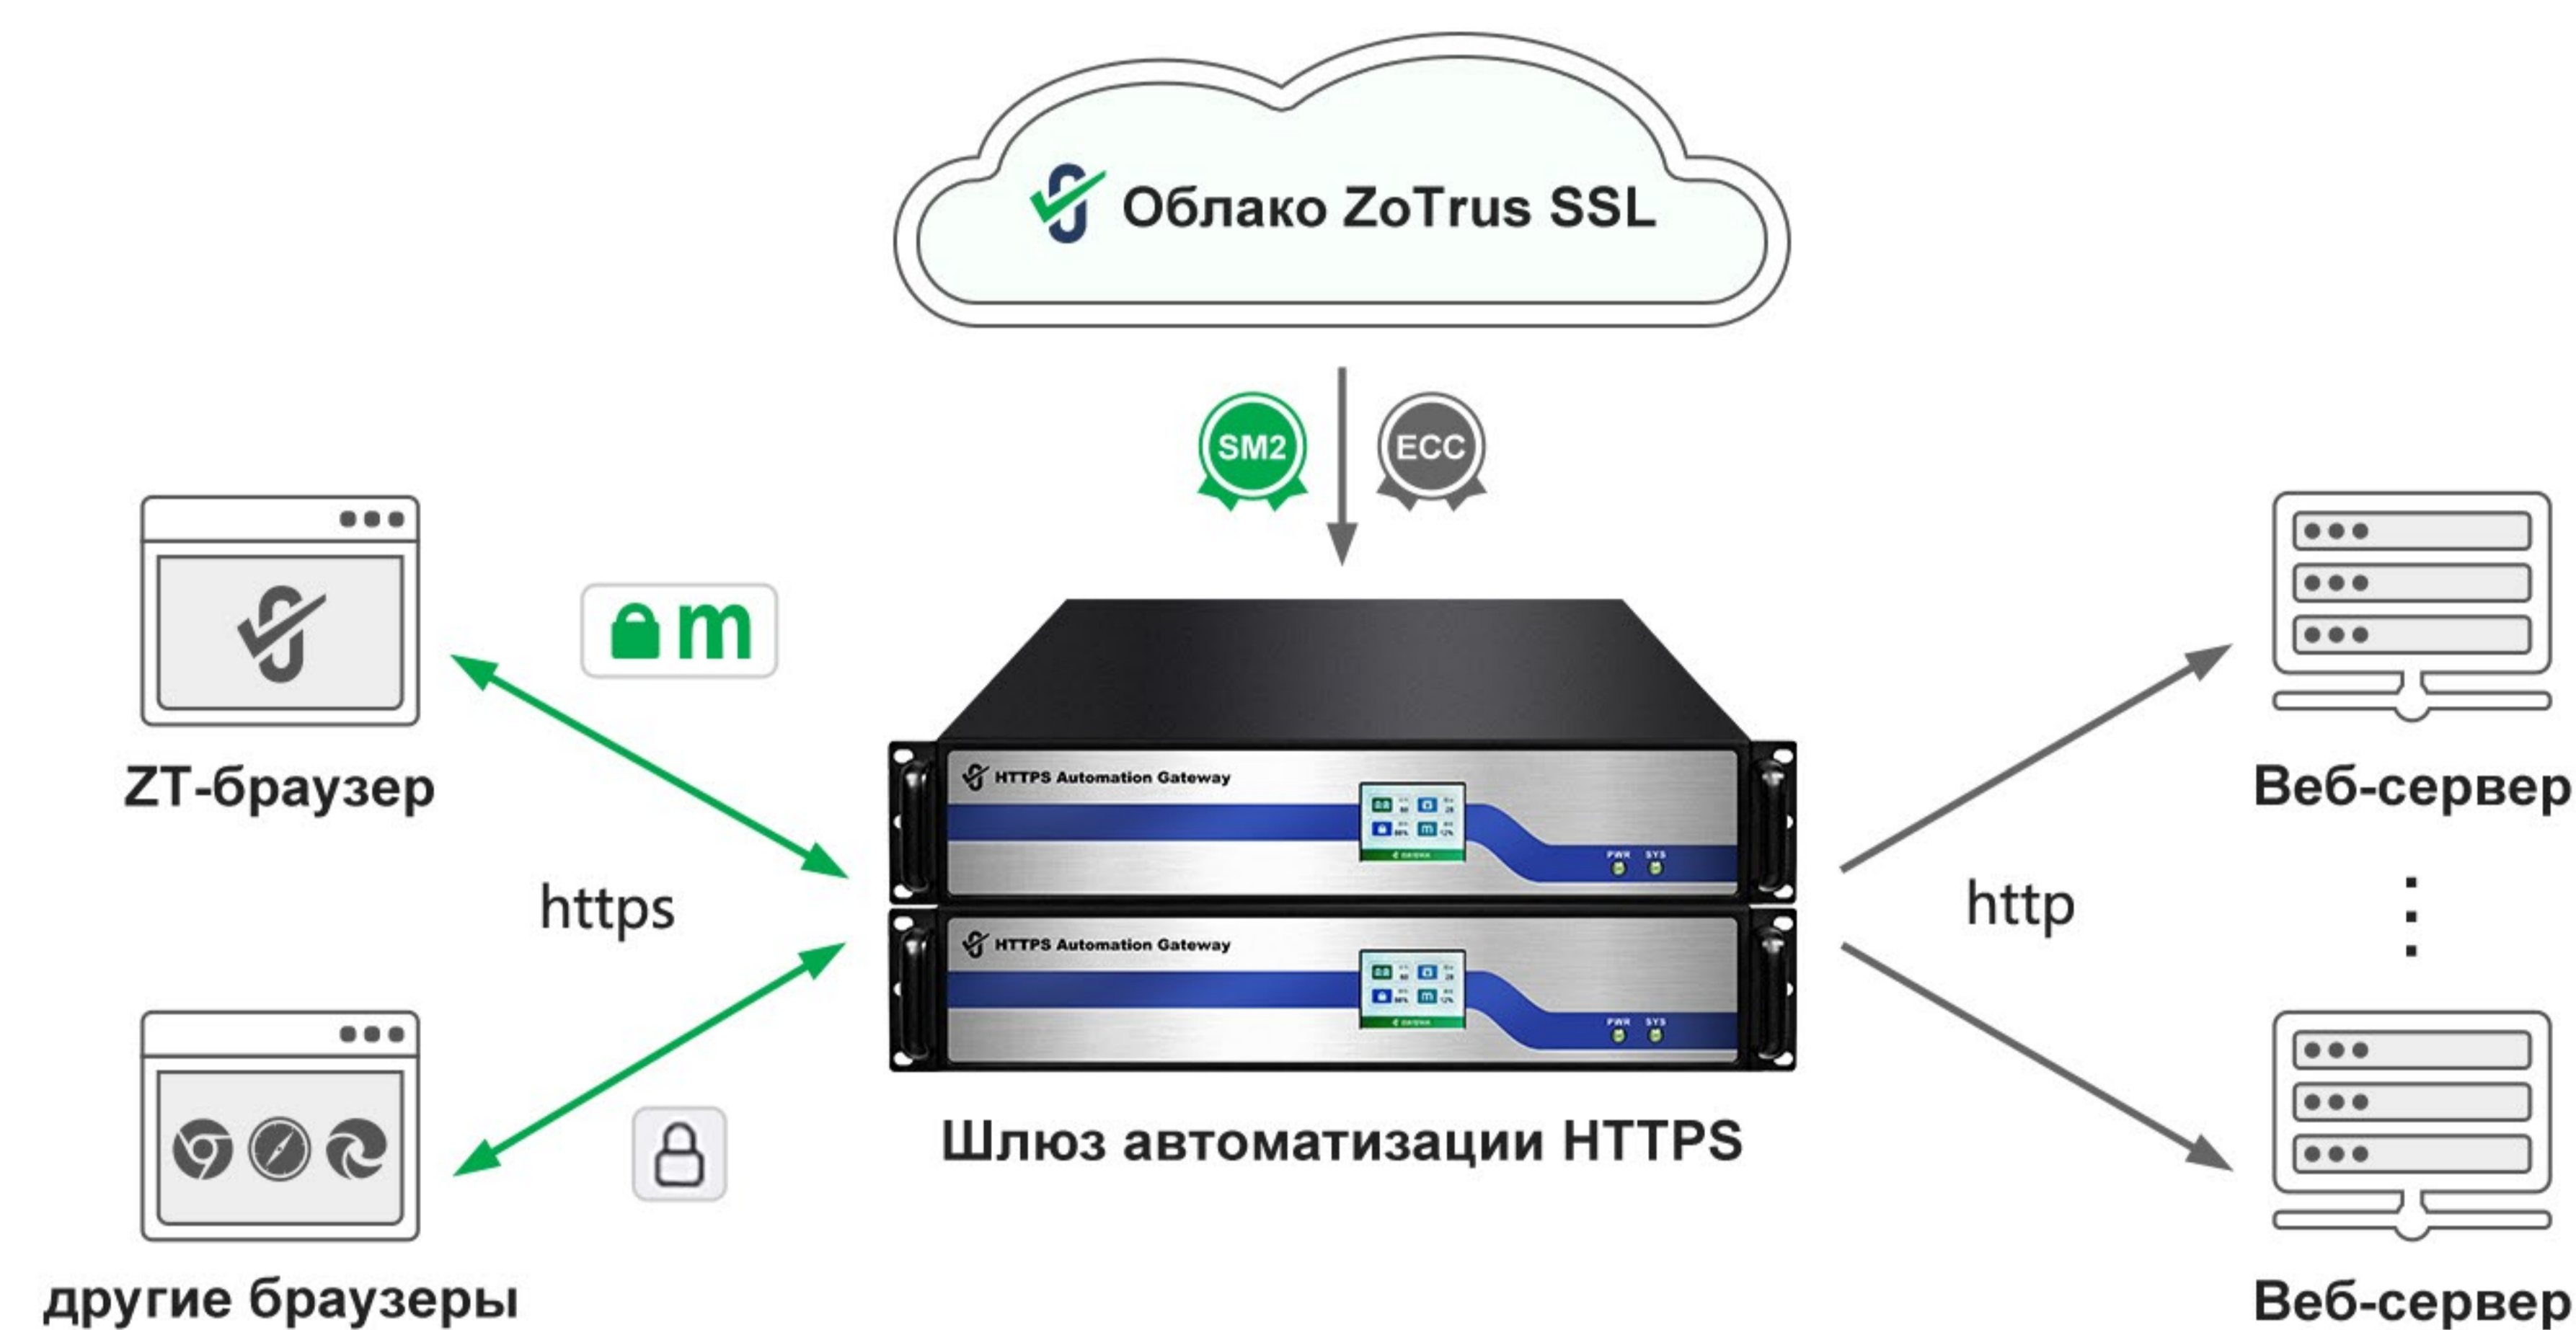 Облако ZoTrus SSL
SM2
ECC
m
ZT-браузер
https
другие браузеры
HTTPS Automation Gateway
PWR SYS
HTTPS Automation Gateway
PWR SYS
Шлюз автоматизации HTTPS
http
Веб-сервер
Веб-сервер